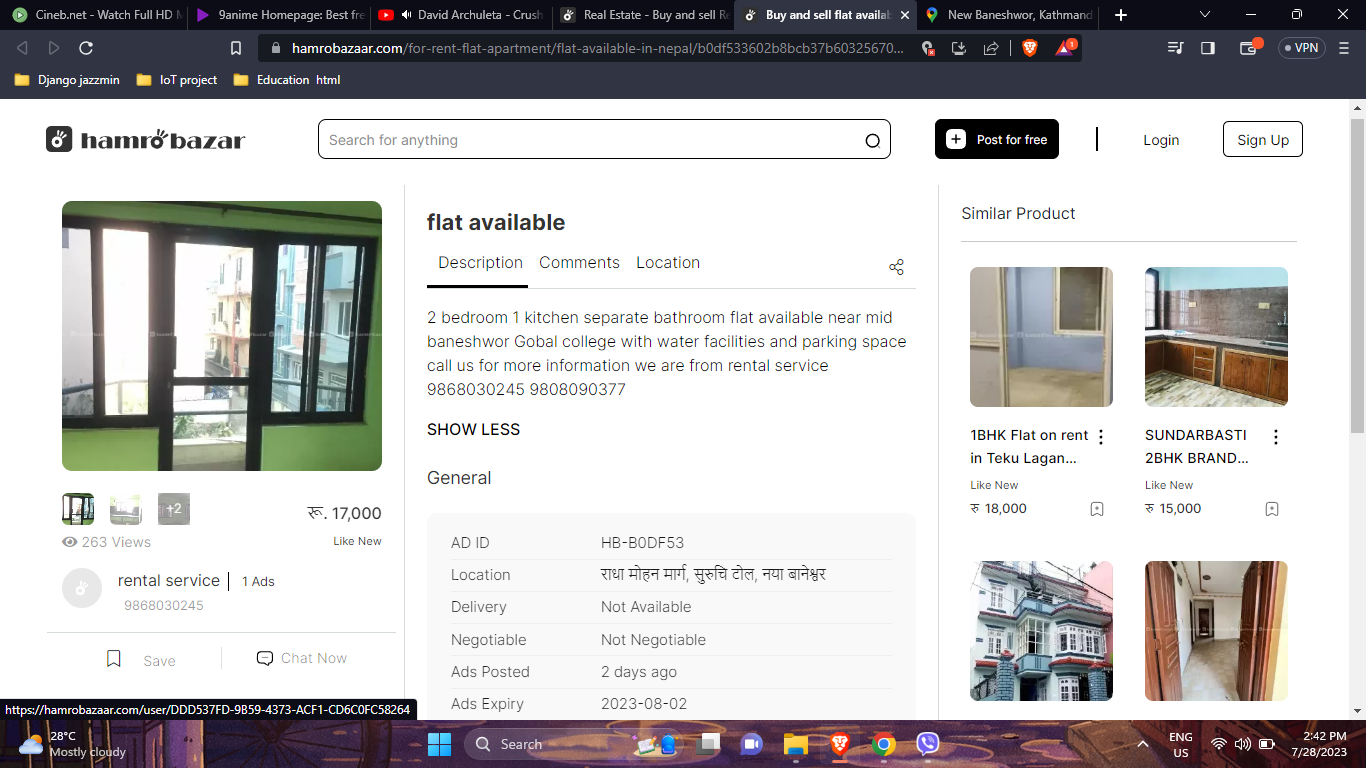 Cineb.net - Watch Full HD M
9anime Homepage: Best fre
David Archuleta - Crush
Real Estate - Buy and sell Re
Buy and sell flat availab
New Baneshwor, Kathmand
hamrobazaar.com/for-rent-flat-apartment/flat-available-in-nepal/b0df533602b8bcb37b60325670...
1
VPN
Django jazzmin
IoT project
Education html
hamrobazar
Search for anything
Post for free
Login
Sign Up
flat available
Description Comments Location
2 bedroom 1 kitchen separate bathroom flat available near mid
baneshwor Gobal college with water facilities and parking space
call us for more information we are from rental service
9868030245 9808090377
SHOW LESS
General
AD ID HB-B0DF53
Location राधा मोहन मार्ग, सुरुचि टोल, नया बानेश्वर
Delivery Not Available
Negotiable Not Negotiable
Ads Posted 2 days ago
Ads Expiry 2023-08-02
+2
रू. 17,000
263 Views
Like New
rental service 1 Ads
9868030245
Save
Chat Now
Similar Product
1BHK Flat on rent
in Teku Lagan...
Like New
रु 18,000
SUNDARBASTI
2BHK BRAND...
Like New
रु 15,000
https://hamrobazaar.com/user/DDD537FD-9B59-4373-ACF1-CD6C0FC58264
28°C
Mostly cloudy
Search
ENG
US
2:42 PM
7/28/2023